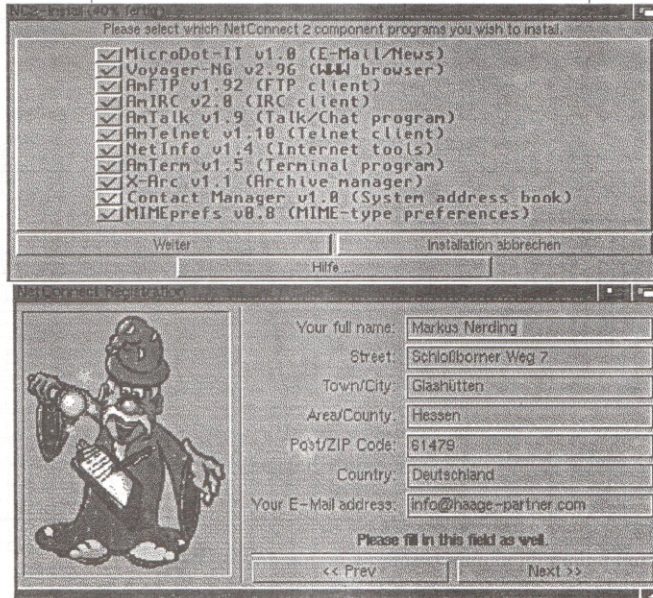 NC2-Install (40% fertig)
Please select which NetConnect 2 component programs you wish to install.
MicroDot-II v1.0 (E-Mail/News)
Voyager-NG v2.96 (WWW browser)
AmFTP v1.92 (FTP client)
AmIRC v2.0 (IRC client)
AmTalk v1.9 (Talk/Chat program)
AmTelnet v1.10 (Telnet client)
NetInfo v1.4 (Internet tools)
AmTerm v1.5 (Terminal program)
X-Arc v1.1 (Archive manager)
Contact Manager v1.0 (System address book)
MIMEprefs v0.8 (MIME-type preferences)
Weiter Installation abbrechen
Hilfe...
NetConnect Registration
Your full name: Markus Nerding
Street: Schloßborner Weg 7
Town/City: Glashütten
Area/County: Hessen
Post/ZIP Code: 61479
Country: Deutschland
Your E-Mail address: info@haage-partner.com
Please fill in this field as well.
<< Prev Next >>